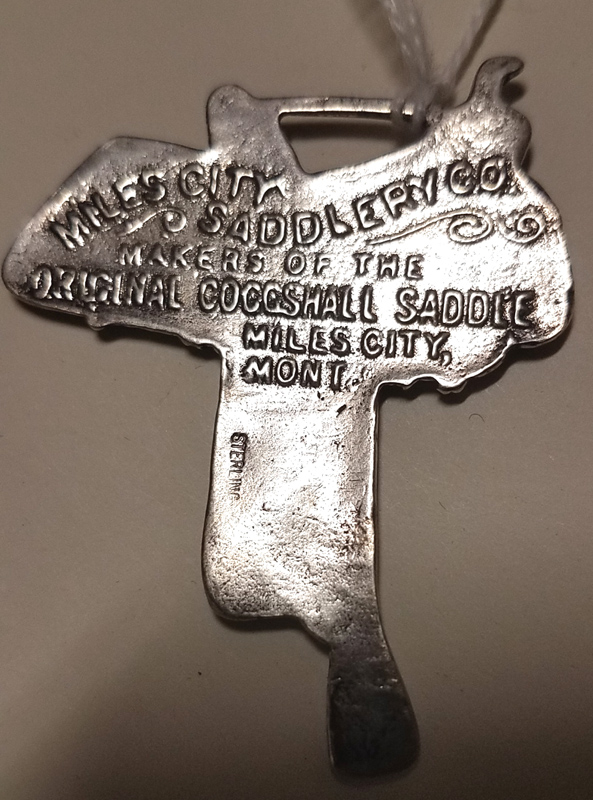 MILES CITY
SADDLERY CO.
MAKERS OF THE
ORIGINAL COGGSHALL SADDLE
MILES CITY,
MONT.
STERLING